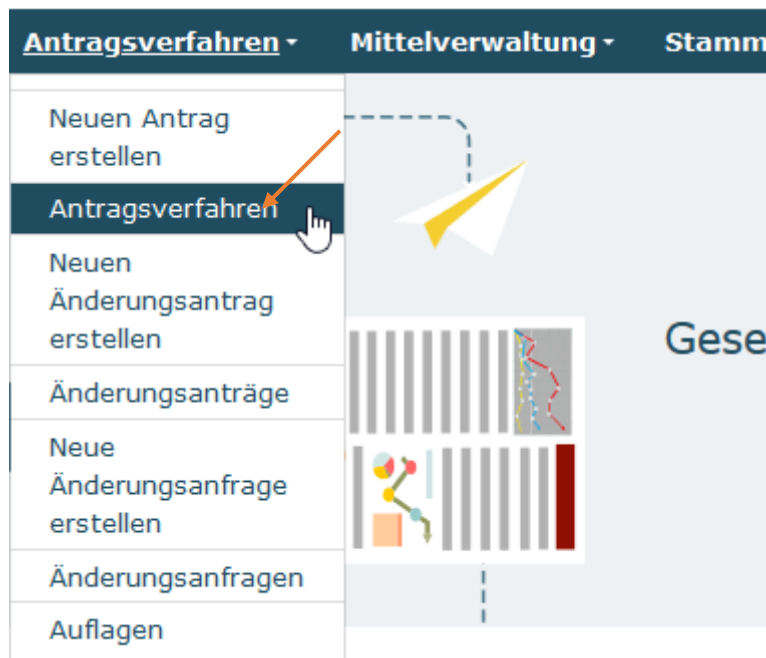 Antragsverfahren Mittelverwaltung Stamm
Neuen Antrag
erstellen
Antragsverfahren
Neuen
Änderungsantrag
erstellen
Gese
Änderungsanträge
Neue
Änderungsanfrage
erstellen
Änderungsanfragen
Auflagen